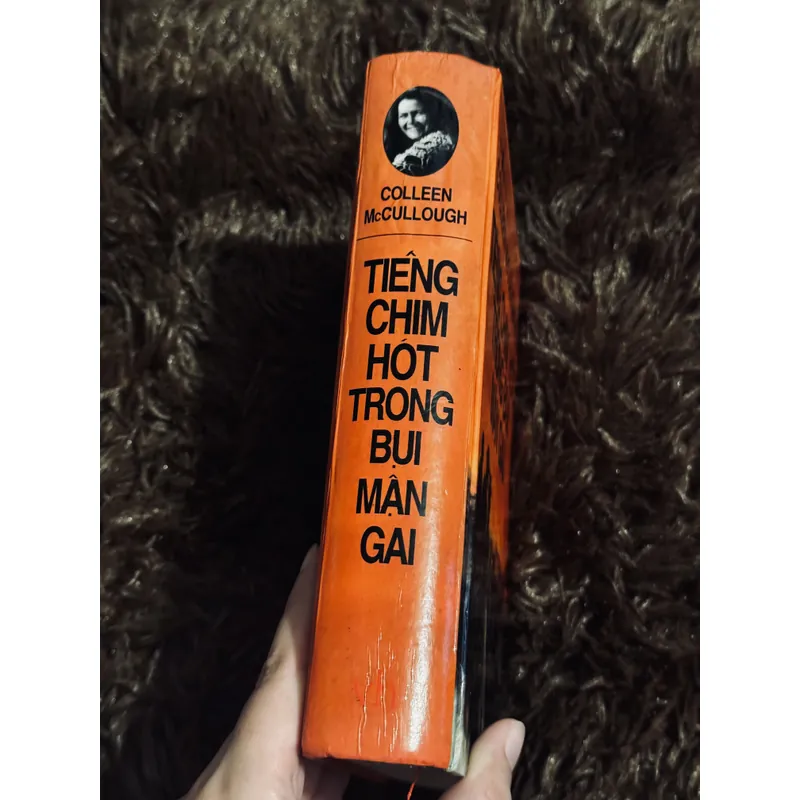 COLLEEN
McCULLOUGH
TIẾNG
CHIM
HÓT
TRONG
BỤI
MẬN
GAI